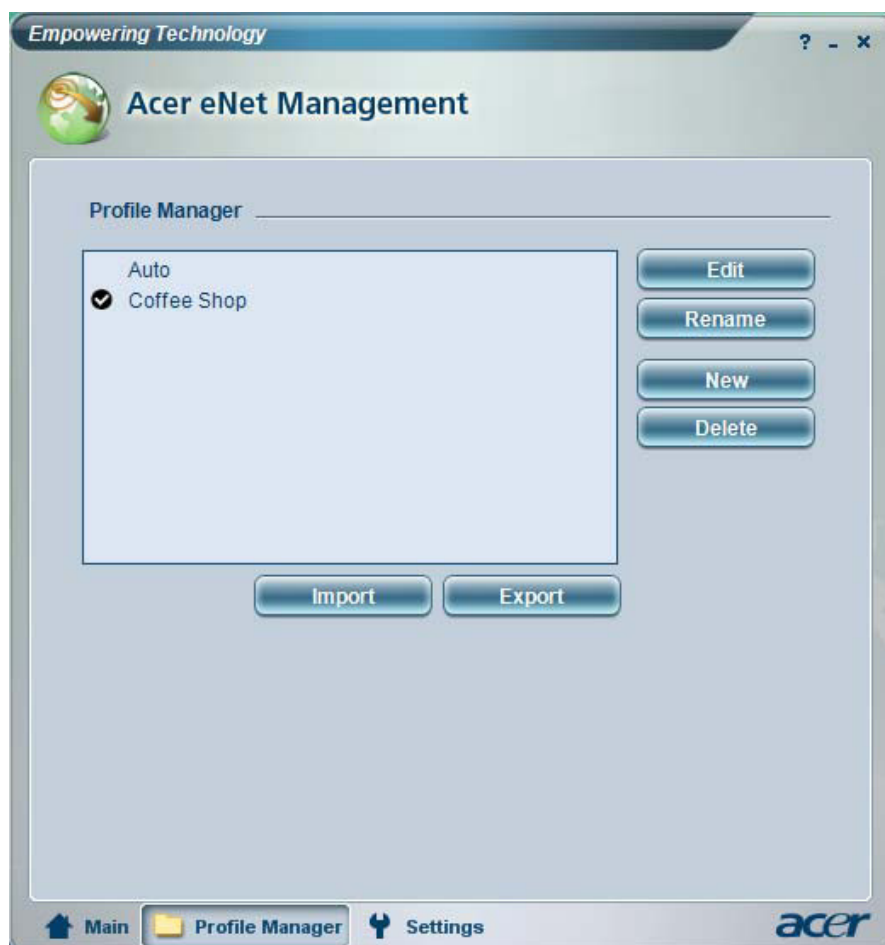 Empowering Technology
? - x
Acer eNet Management
Profile Manager
Auto
Coffee Shop
Edit
Rename
New
Delete
Import Export
Main Profile Manager Settings acer